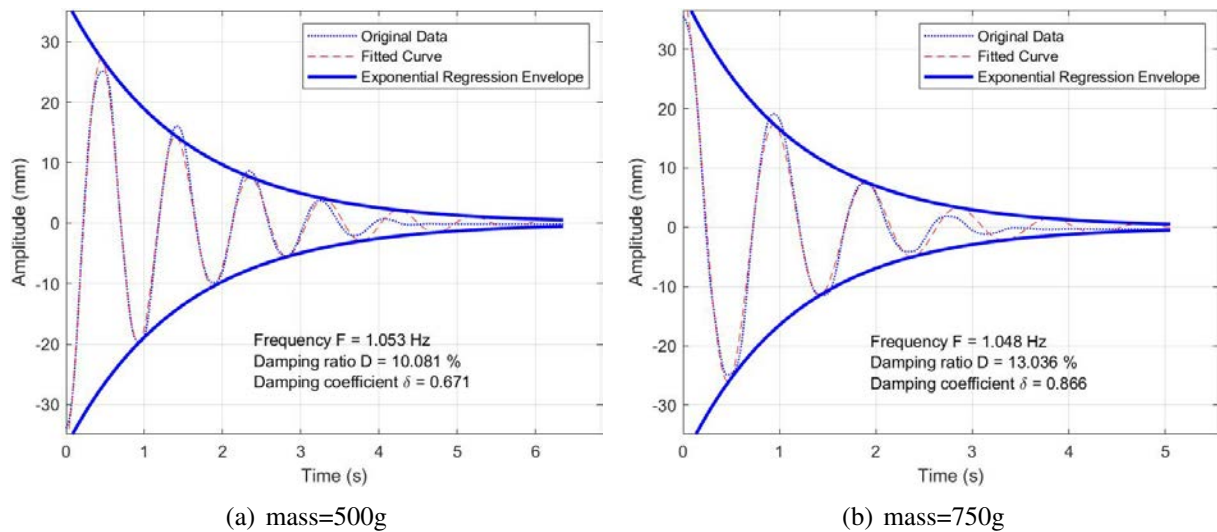 Original Data
Fitted Curve
Exponential Regression Envelope
30
20
10
0
-10
-20
-30
Amplitude (mm)
Frequency F = 1.053 Hz
Damping ratio D = 10.081 %
Damping coefficient δ = 0.671
0 1 2 3 4 5 6
Time (s)
(a) mass=500g
Original Data
Fitted Curve
Exponential Regression Envelope
30
20
10
0
-10
-20
-30
Amplitude (mm)
Frequency F = 1.048 Hz
Damping ratio D = 13.036 %
Damping coefficient δ = 0.866
0 1 2 3 4 5
Time (s)
(b) mass=750g